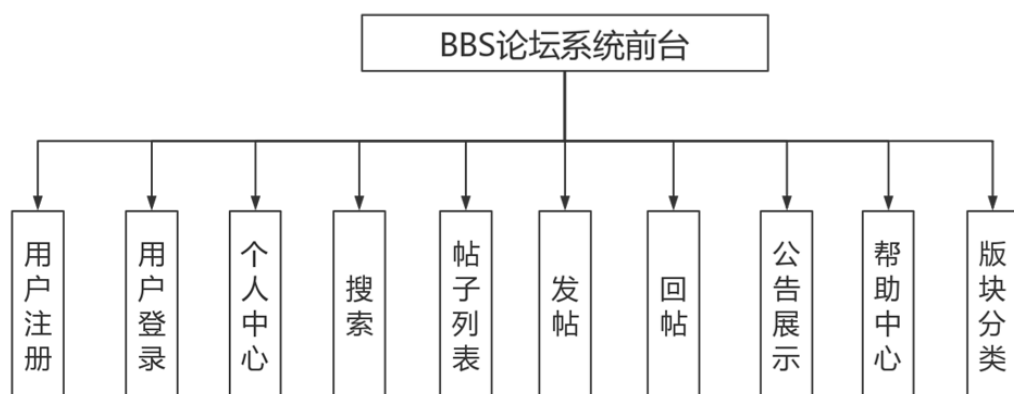 BBS论坛系统前台
用户注册
用户登录
个人中心
搜索
帖子列表
发帖
回帖
公告展示
帮助中心
版块分类